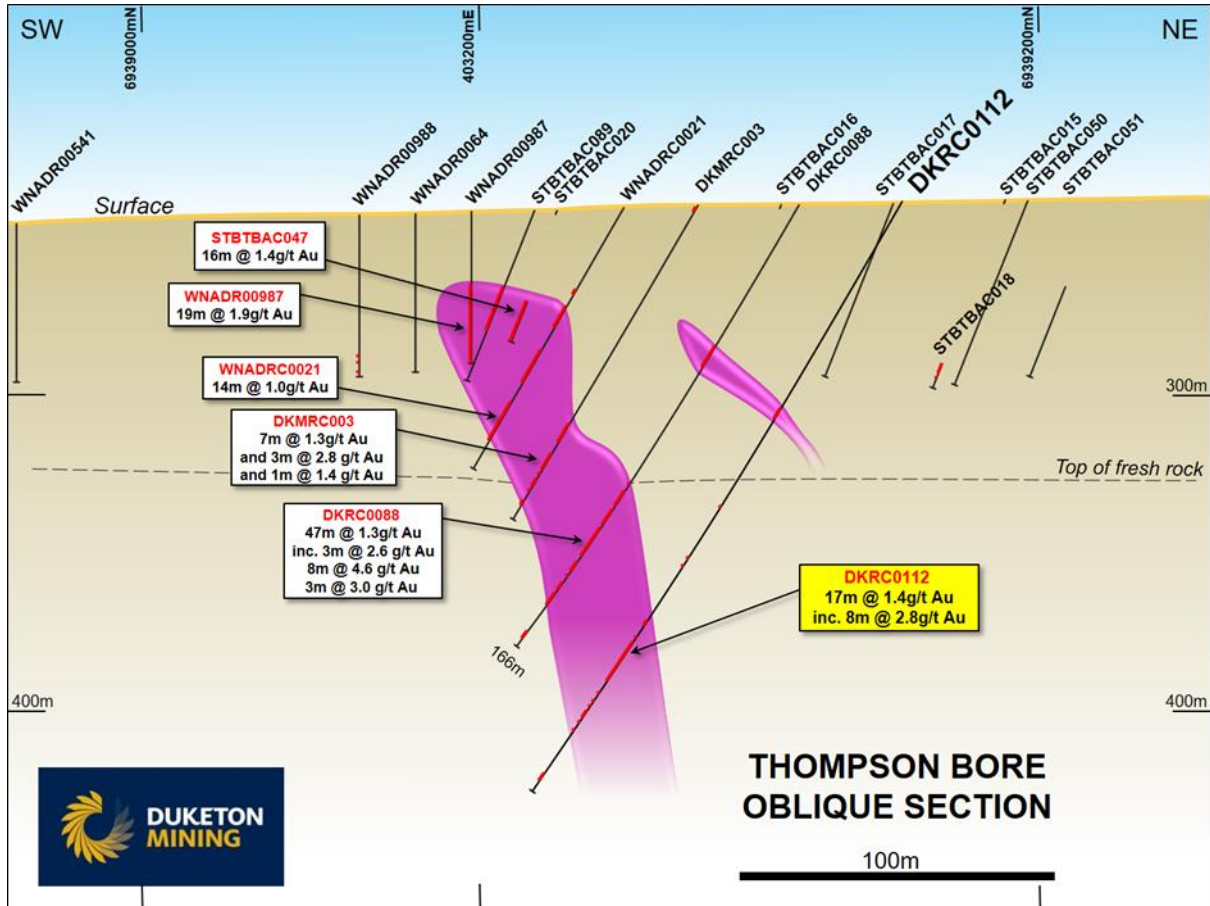 SW
6939000mN
403200mE
6939200mN
NE
WNADR00541
WNADR00988
WNADR0064
WNADR00987
STBTBAC089
STBTBAC020
WNADRC0021
DKMRC003
STBTBAC016
DKRC0088
STBTBAC017
DKRC0112
STBTBAC015
STBTBAC050
STBTBAC051
Surface
STBTBAC047
16m @ 1.4g/t Au
WNADR00987
19m @ 1.9g/t Au
STBTBAC018
WNADRC0021
14m @ 1.0g/t Au
300m
DKMRC003
7m @ 1.3g/t Au
and 3m @ 2.8 g/t Au
and 1m @ 1.4 g/t Au
Top of fresh rock
DKRC0088
47m @ 1.3g/t Au
inc. 3m @ 2.6 g/t Au
8m @ 4.6 g/t Au
3m @ 3.0 g/t Au
DKRC0112
17m @ 1.4g/t Au
inc. 8m @ 2.8g/t Au
166m
400m
400m
THOMPSON BORE
OBLIQUE SECTION
DUKETON
MINING
100m